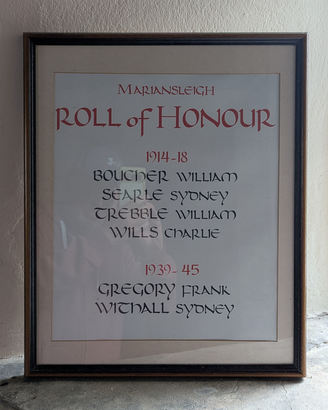 MARIANSLEIGH
ROLL of HONOUR
1914-18
BOUCHER WILLIAM
SEARLE SYDNEY
TREBBLE WILLIAM
WILLS CHARLIE
1939-45
GREGORY FRANK
WITHALL SYDNEY